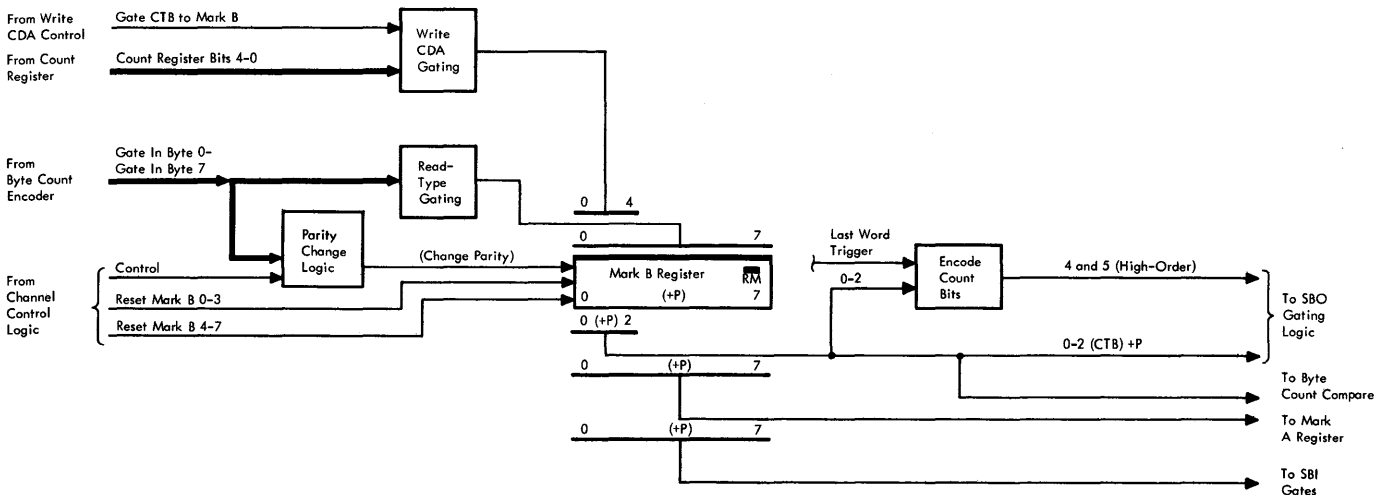 From Write
CDA Control
Gate CTB to Mark B
From Count
Register
Count Register Bits 4-0
Write
CDA
Gating
From
Byte Count
Encoder
Gate In Byte 0-
Gate In Byte 7
Read-
Type
Gating
Parity
Change
Logic
From
Channel
Control
Logic
Control
Reset Mark B 0-3
Reset Mark B 4-7
(Change Parity)
0 4
0 7
Mark B Register RM
0 (+P) 7
0 (+P) 2
0 (+P) 7
0 (+P) 7
Last Word
Trigger
0-2
Encode
Count
Bits
4 and 5 (High-Order)
0-2 (CTB) +P
To SBO
Gating
Logic
To Byte
Count Compare
To Mark
A Register
To SBI
Gates